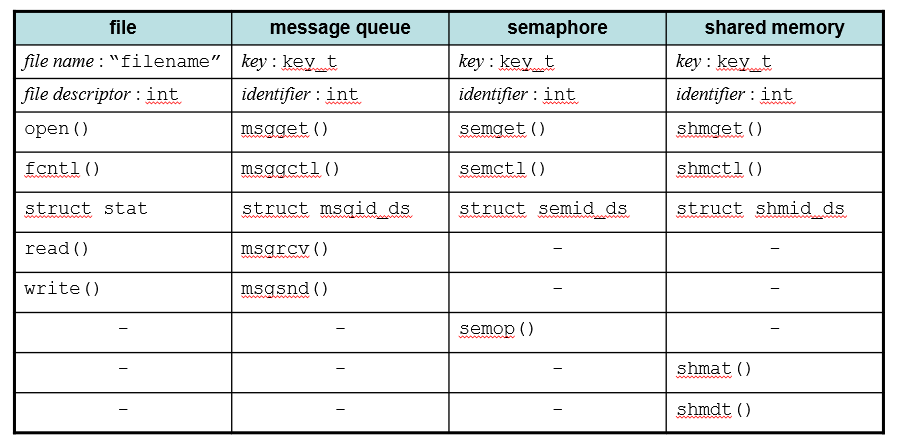 file message queue semaphore shared memory
file name : “filename” key : key_t key : key_t key : key_t
file descriptor : int identifier : int identifier : int identifier : int
open() msgget() semget() shmget()
fcntl() msggctl() semctl() shmctl()
struct stat struct msqid_ds struct semid_ds struct shmid_ds
read() msgrcv() – –
write() msgsnd() – –
– – semop() –
– – – shmat()
– – – shmdt()